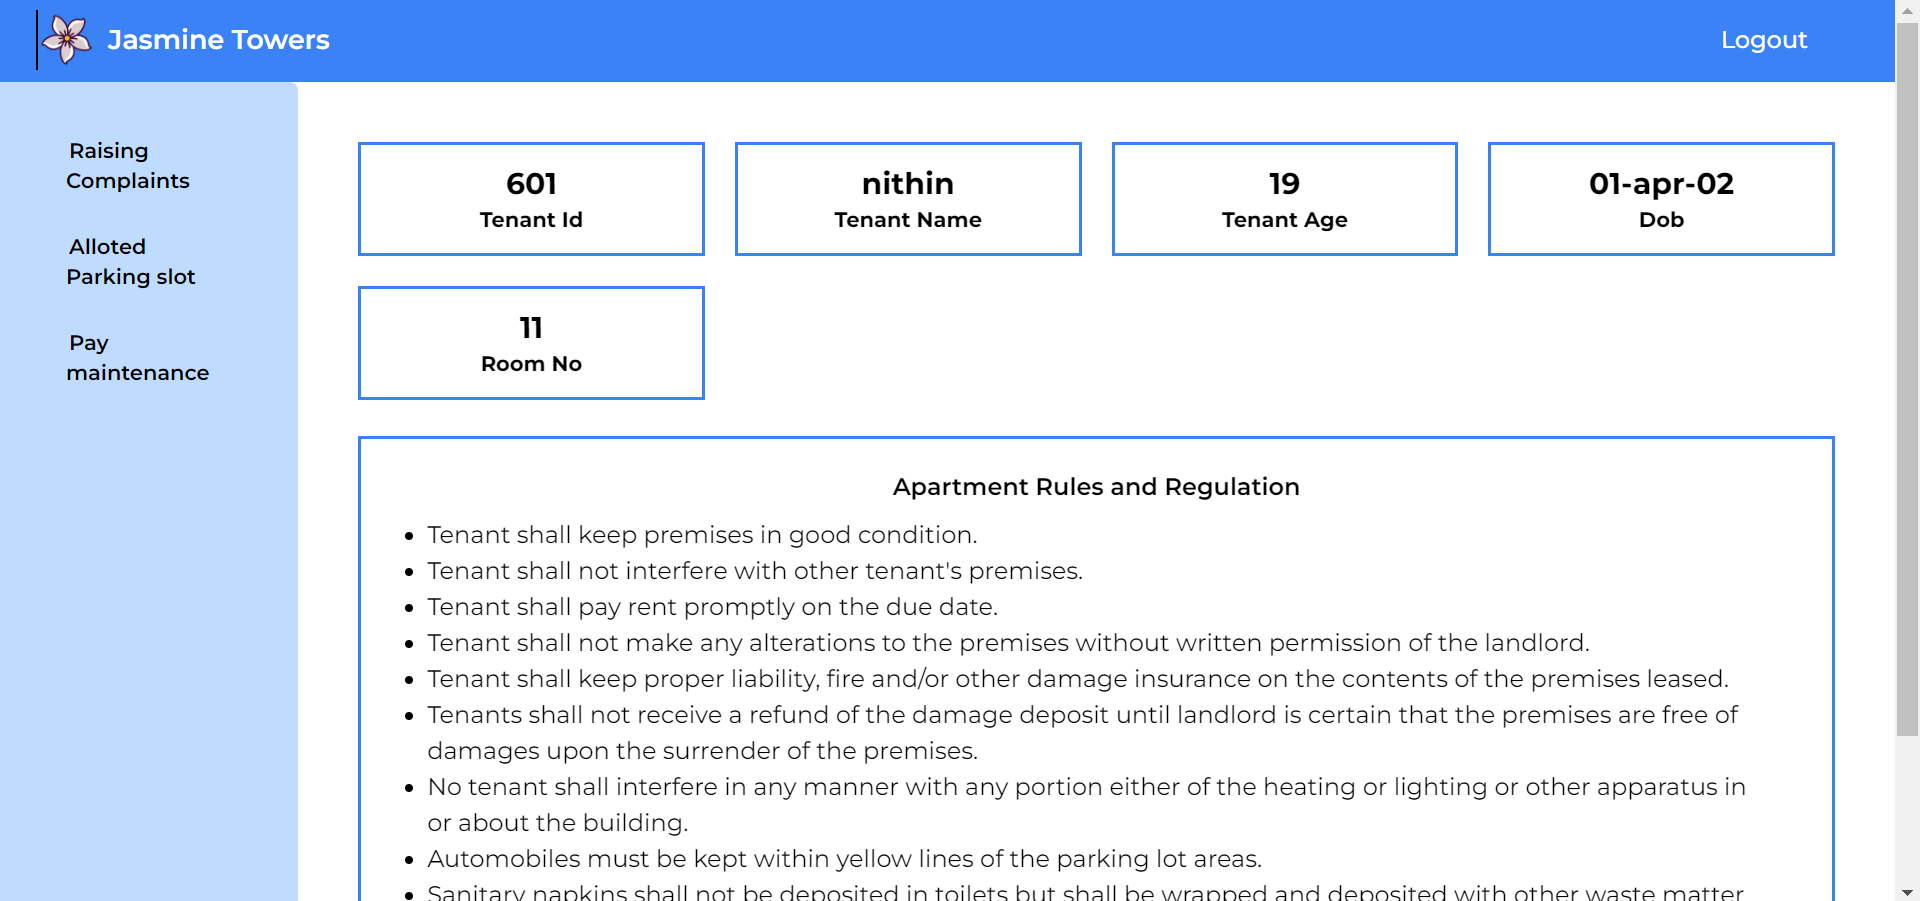 Jasmine Towers
Logout
Raising
Complaints
Alloted
Parking slot
Pay
maintenance
601
Tenant Id
nithin
Tenant Name
19
Tenant Age
01-apr-02
Dob
11
Room No
Apartment Rules and Regulation
Tenant shall keep premises in good condition.
Tenant shall not interfere with other tenant's premises.
Tenant shall pay rent promptly on the due date.
Tenant shall not make any alterations to the premises without written permission of the landlord.
Tenant shall keep proper liability, fire and/or other damage insurance on the contents of the premises leased.
Tenants shall not receive a refund of the damage deposit until landlord is certain that the premises are free of
damages upon the surrender of the premises.
No tenant shall interfere in any manner with any portion either of the heating or lighting or other apparatus in
or about the building.
Automobiles must be kept within yellow lines of the parking lot areas.
Sanitary napkins shall not be deposited in toilets but shall be wrapped and deposited with other waste matter